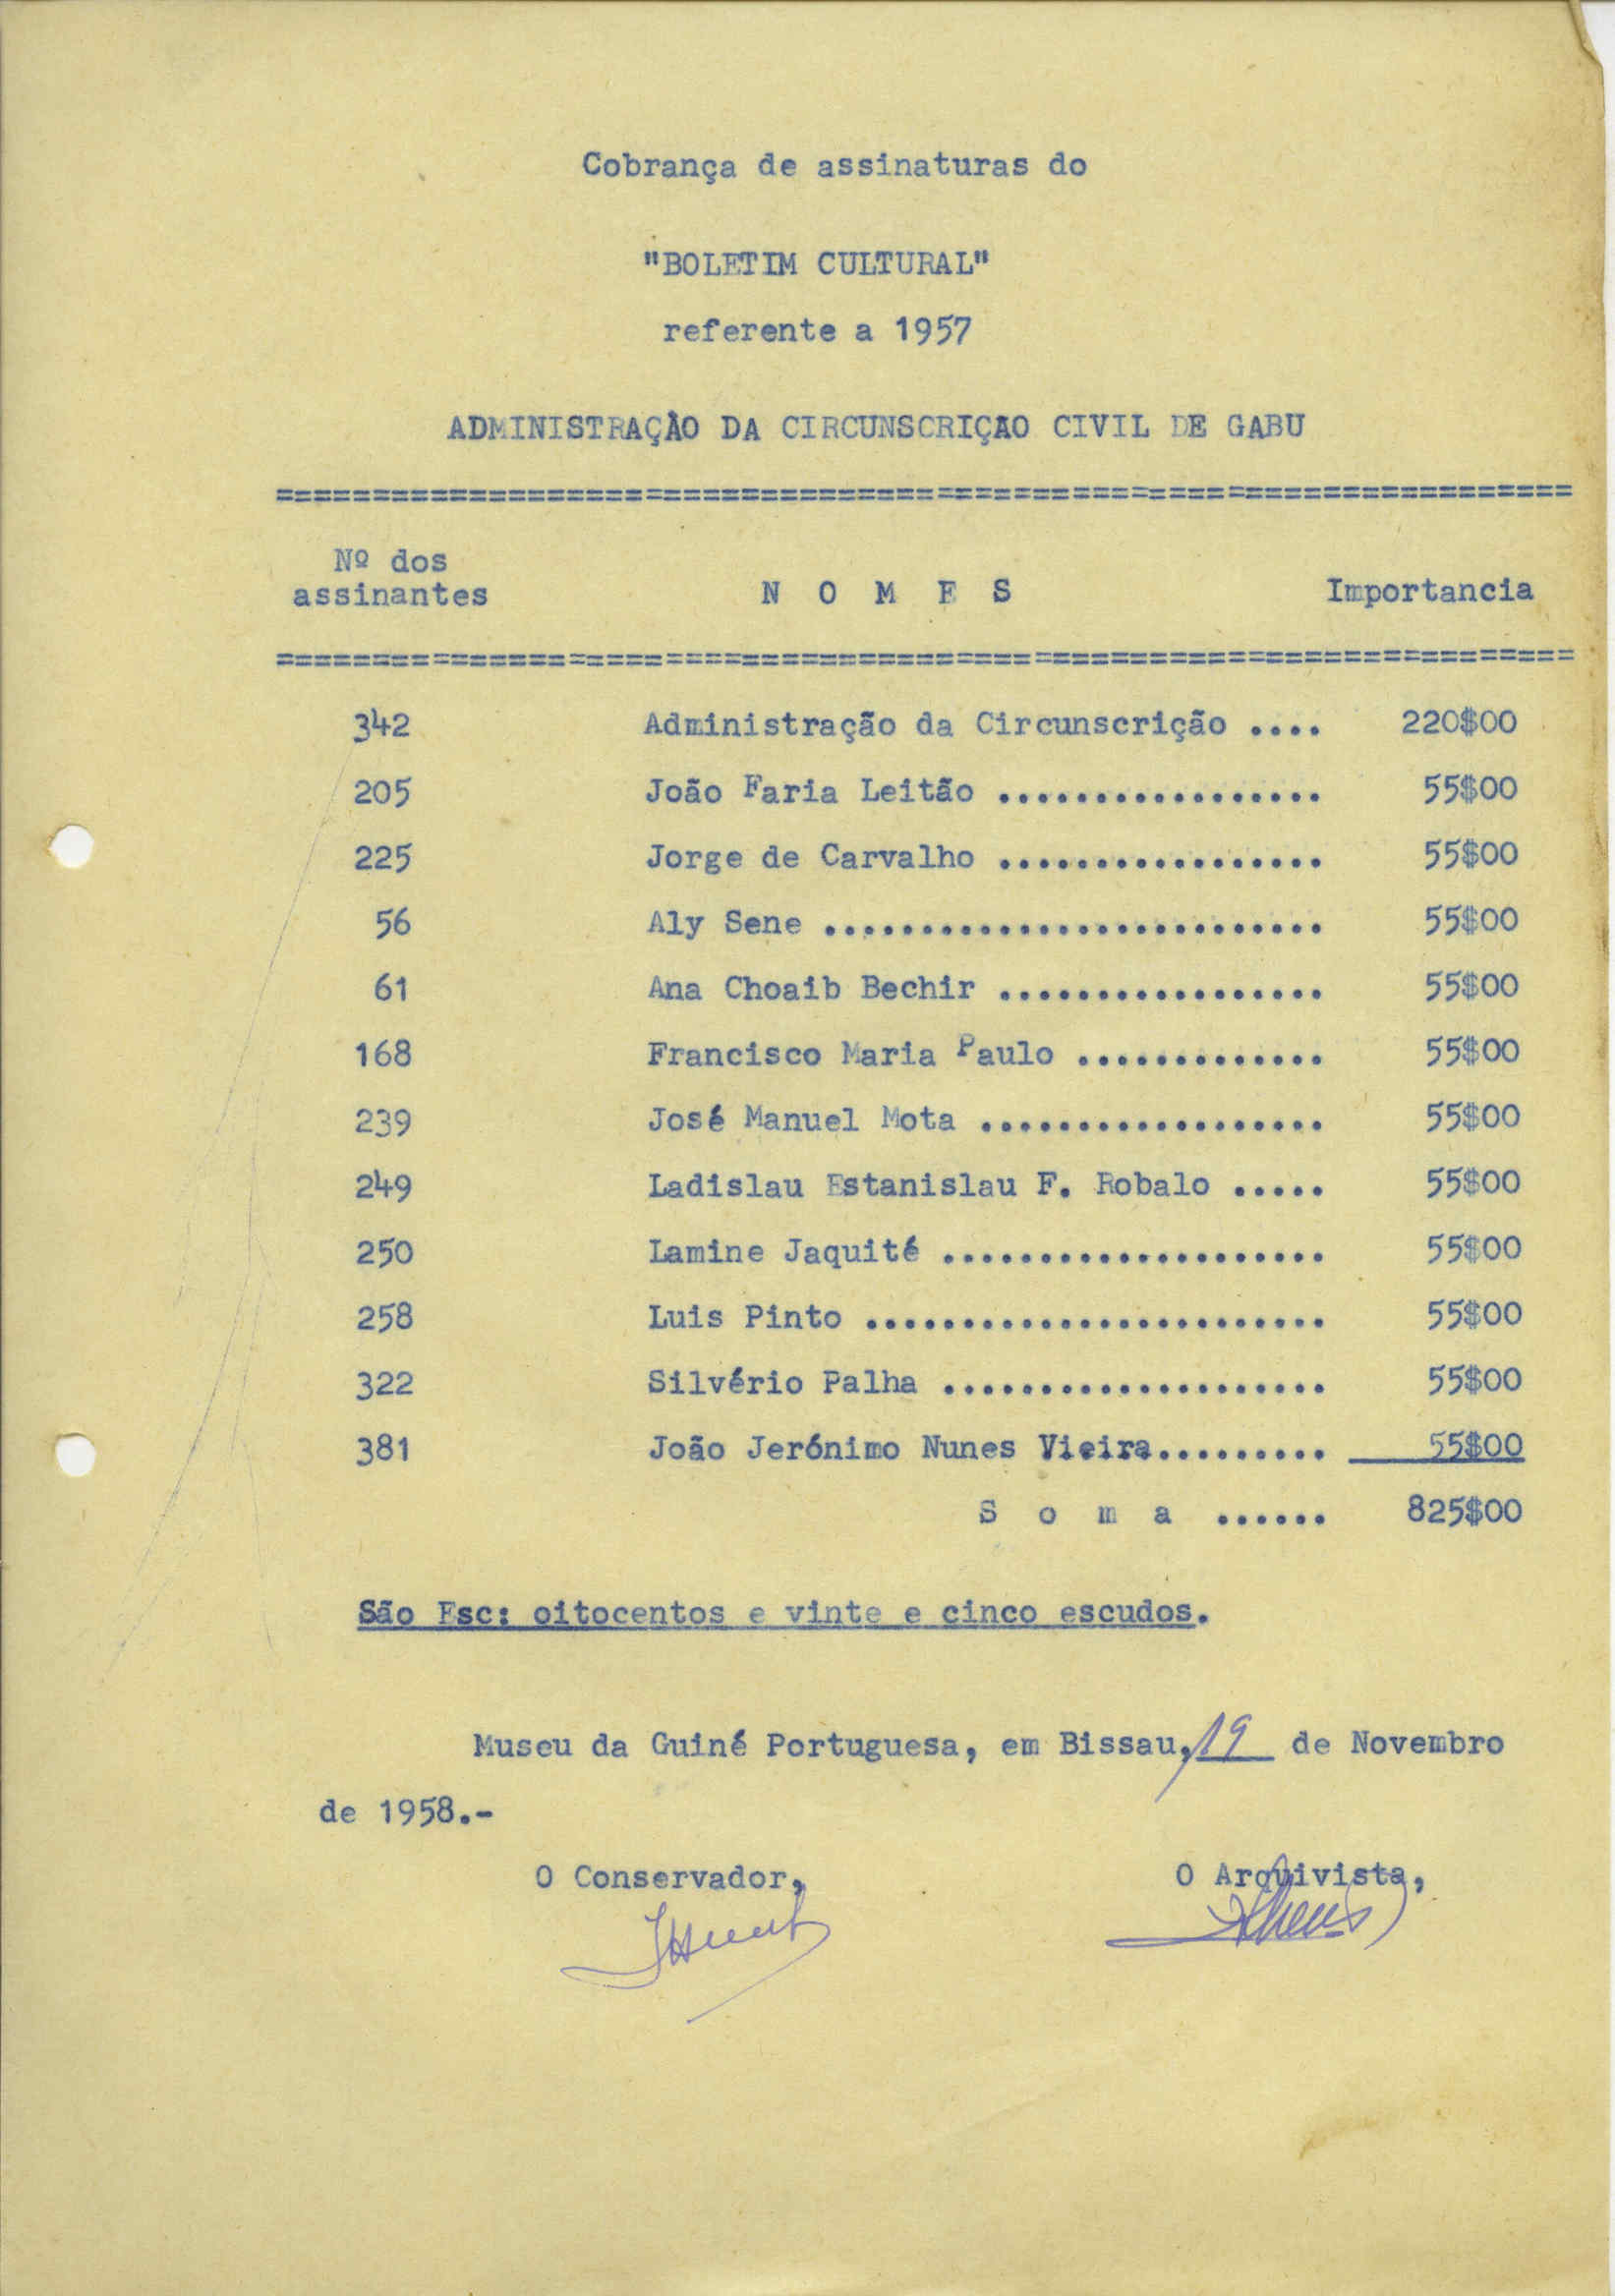 Cobrança de assinaturas do
"BOLETIM CULTURAL"
referente a 1957
ADMINISTRAÇÃO DA CIRCUNSCRIÇAO CIVIL DE GABU
===================================================================
Nº dos
assinantes N O M E S Importancia
===================================================================
342 Administração da Circunscrição .... 220$00
205 João Faria Leitão ................. 55$00
225 Jorge de Carvalho ................. 55$00
56 Aly Sene .......................... 55$00
61 Ana Choaib Bechir ................. 55$00
168 Francisco Maria Paulo ............. 55$00
239 José Manuel Mota .................. 55$00
249 Ladislau Estanislau F. Robalo ..... 55$00
250 Lamine Jaquité .................... 55$00
258 Luis Pinto ........................ 55$00
322 Silvério Palha .................... 55$00
381 João Jerónimo Nunes Vieira......... 55$00
S o m a ...... 825$00
São Esc: oitocentos e vinte e cinco escudos.
Museu da Guiné Portuguesa, em Bissau, 19 de Novembro
de 1958.-
O Conservador, O Arquivista,